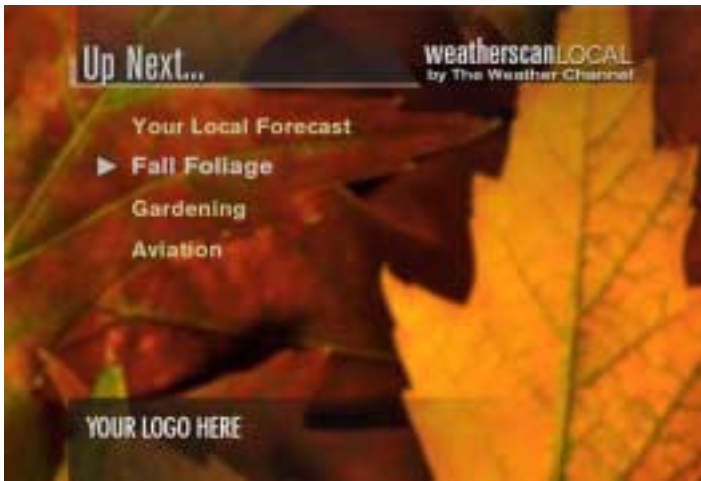 Up Next...
weatherscanLOCAL
by The Weather Channel
Your Local Forecast
Fall Foliage
Gardening
Aviation
YOUR LOGO HERE